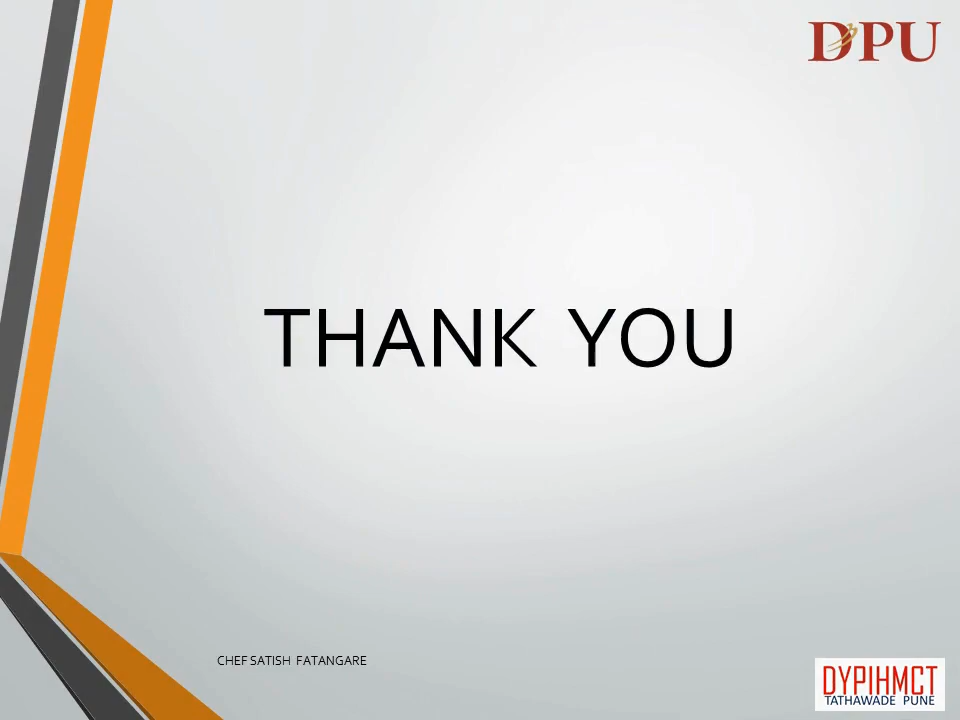 DPU
THANK YOU
CHEF SATISH FATANGARE
DYPIHMCT
TATHAWADE PUNE